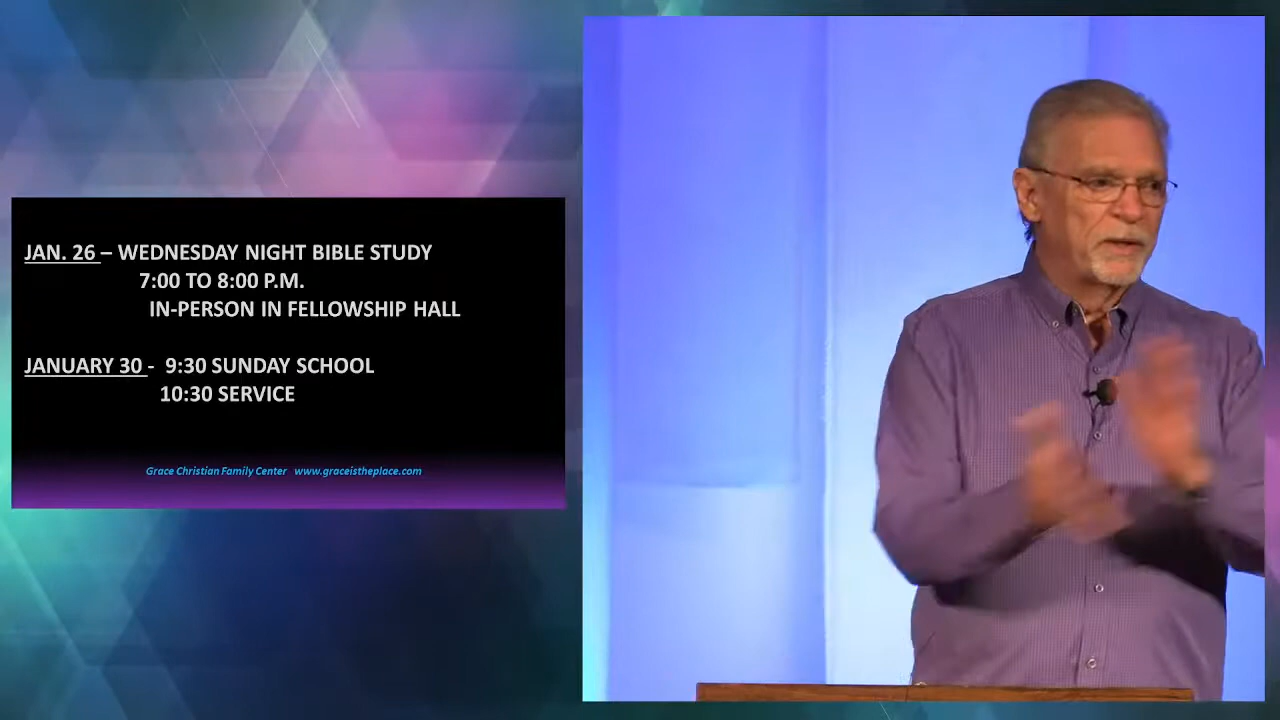 JAN. 26 – WEDNESDAY NIGHT BIBLE STUDY
7:00 TO 8:00 P.M.
IN-PERSON IN FELLOWSHIP HALL
JANUARY 30 - 9:30 SUNDAY SCHOOL
10:30 SERVICE
Grace Christian Family Center www.graceistheplace.com